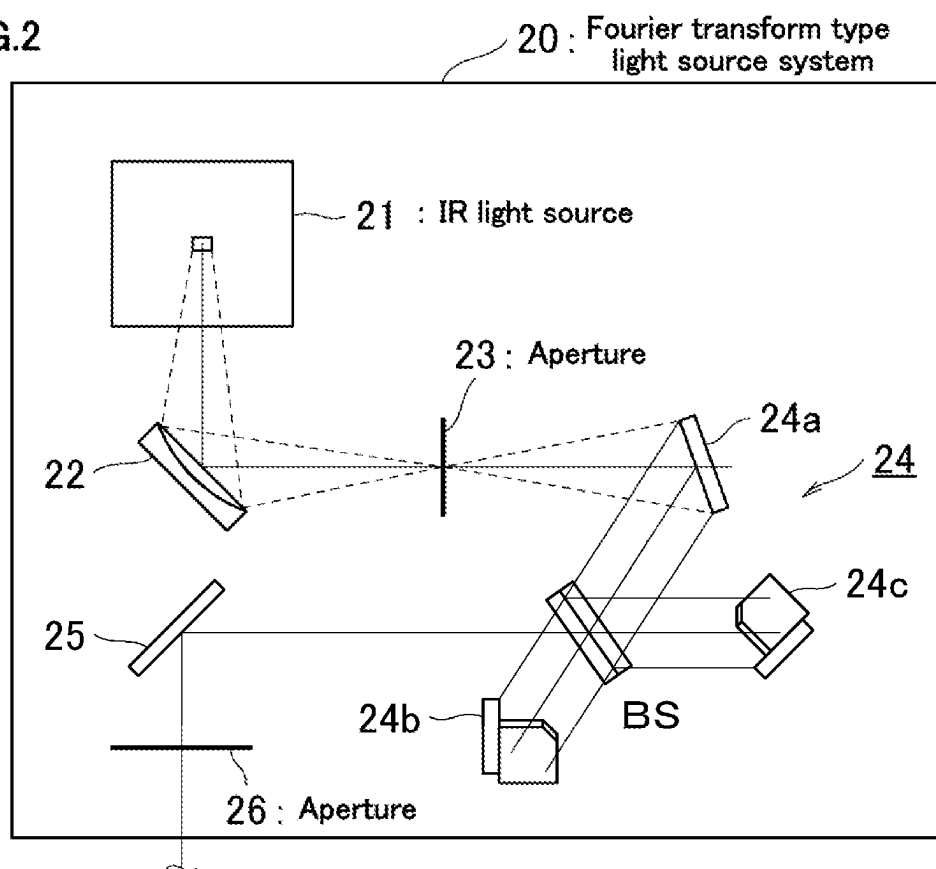 G.2
20 : Fourier transform type
light source system
21 : IR light source
23 : Aperture
24a
22
24
24c
25
24b
BS
26 : Aperture